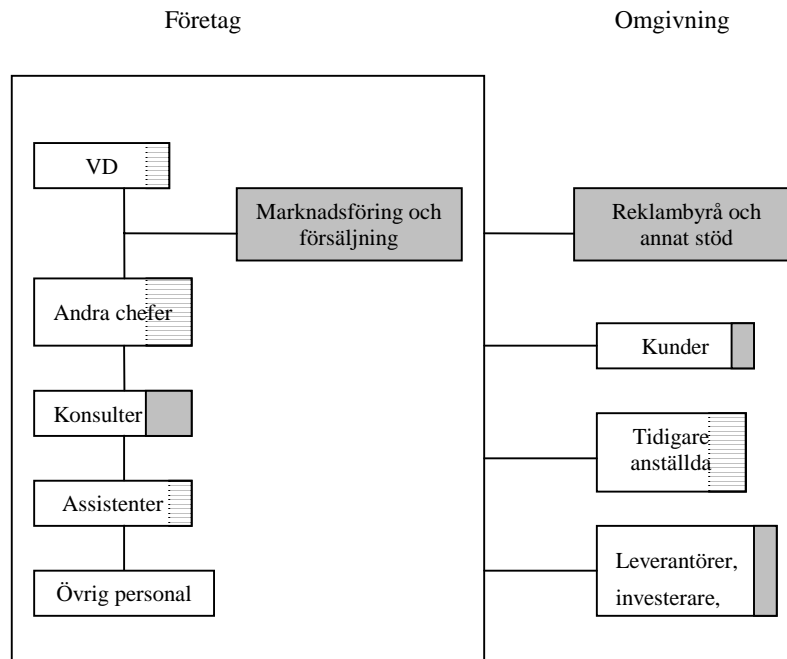 Företag
Omgivning
VD
Marknadsföring och
försäljning
Reklambyrå och
annat stöd
Andra chefer
Kunder
Konsulter
Tidigare
anställda
Assistenter
Leverantörer,
investerare,
Övrig personal